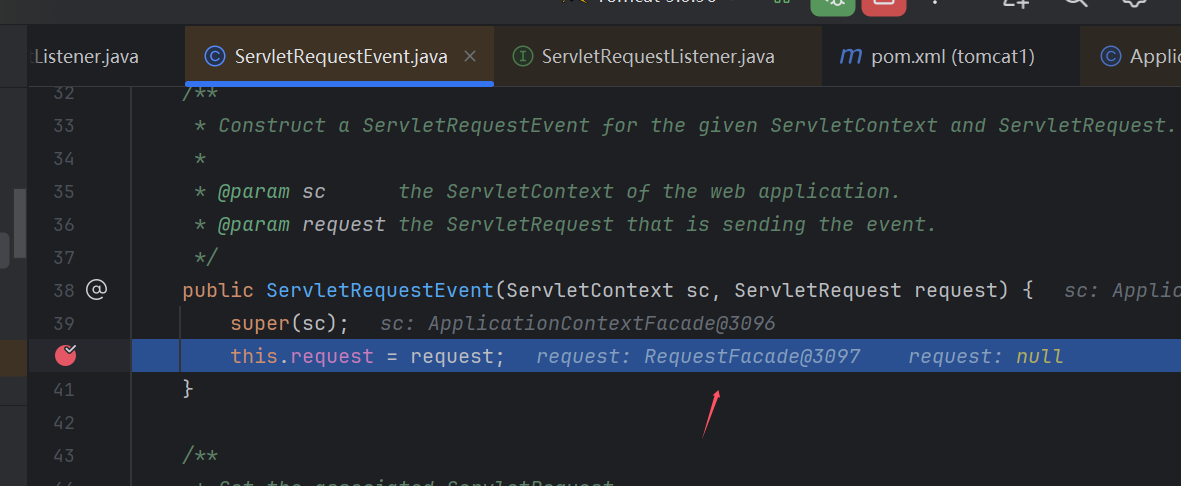 Listener.java ServletRequestEvent.java ServletRequestListener.java pom.xml (tomcat1)
32 /**
33 * Construct a ServletRequestEvent for the given ServletContext and ServletRequest.
34 *
35 * @param sc the ServletContext of the web application.
36 * @param request the ServletRequest that is sending the event.
37 */
38 public ServletRequestEvent(ServletContext sc, ServletRequest request) { sc: Applic
39 super(sc); sc: ApplicationContextFacade@3096
this.request = request; request: RequestFacade@3097 request: null
41 }
42
43 /**